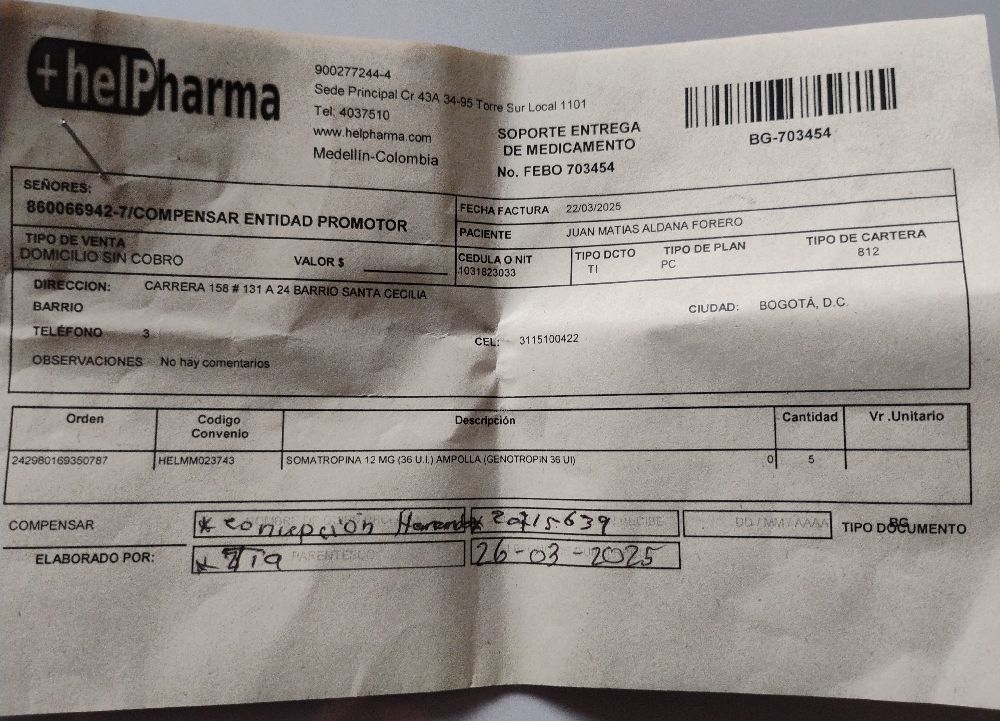 +helPharma
900277244-4
Sede Principal Cr 43A 34-95 Torre Sur Local 1101
Tel: 4037510
www.helpharma.com
Medellín-Colombia
SOPORTE ENTREGA
DE MEDICAMENTO
No. FEBO 703454
BG-703454
SEÑORES:
860066942-7/COMPENSAR ENTIDAD PROMOTOR
FECHA FACTURA 22/03/2025
PACIENTE JUAN MATIAS ALDANA FORERO
TIPO DE VENTA
DOMICILIO SIN COBRO
VALOR $
CEDULA O NIT
1031823033
TIPO DCTO
TI
TIPO DE PLAN
PC
TIPO DE CARTERA
812
DIRECCION: CARRERA 158 # 131 A 24 BARRIO SANTA CECILIA
BARRIO
CIUDAD: BOGOTÁ, D.C.
TELÉFONO 3
CEL: 3115100422
OBSERVACIONES No hay comentarios
Orden Codigo Convenio Descripción Cantidad Vr .Unitario
242980169350787 HELMM023743 SOMATROPINA 12 MG (36 U.I.) AMPOLLA (GENOTROPIN 36 UI) 0 5
COMPENSAR * concepción 20715639 RECIBE DD / MM / AAAA TIPO DOCUMENTO BG
ELABORADO POR: * Tia PARENTESCO 26-03-2025